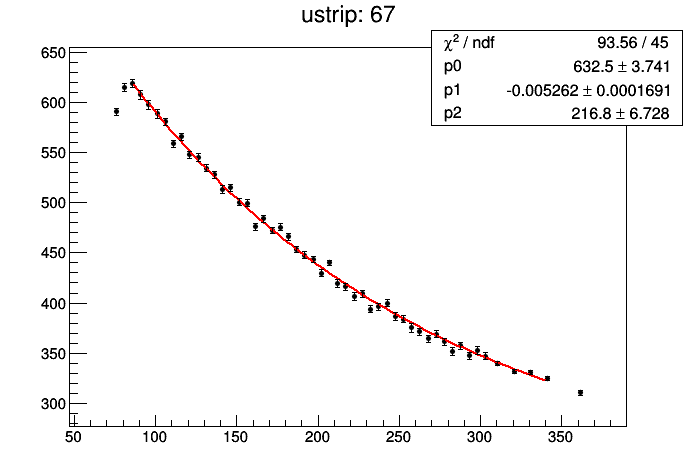 ustrip: 67
χ² / ndf 93.56 / 45
p0 632.5 ± 3.741
p1 -0.005262 ± 0.0001691
p2 216.8 ± 6.728
650
600
550
500
450
400
350
300
50 100 150 200 250 300 350